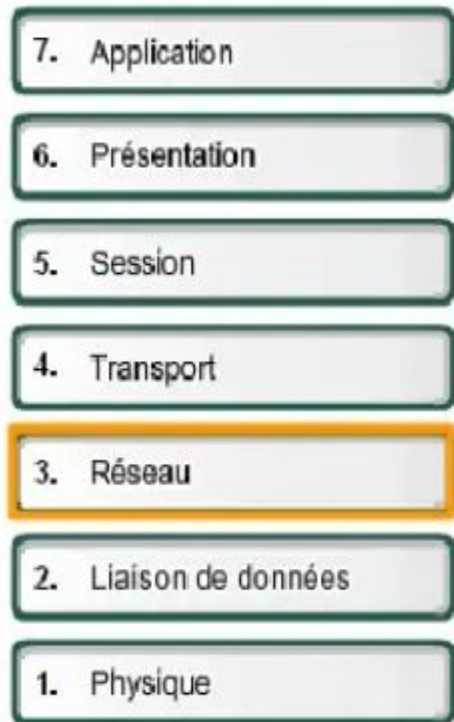 7. Application
6. Présentation
5. Session
4. Transport
3. Réseau
2. Liaison de données
1. Physique